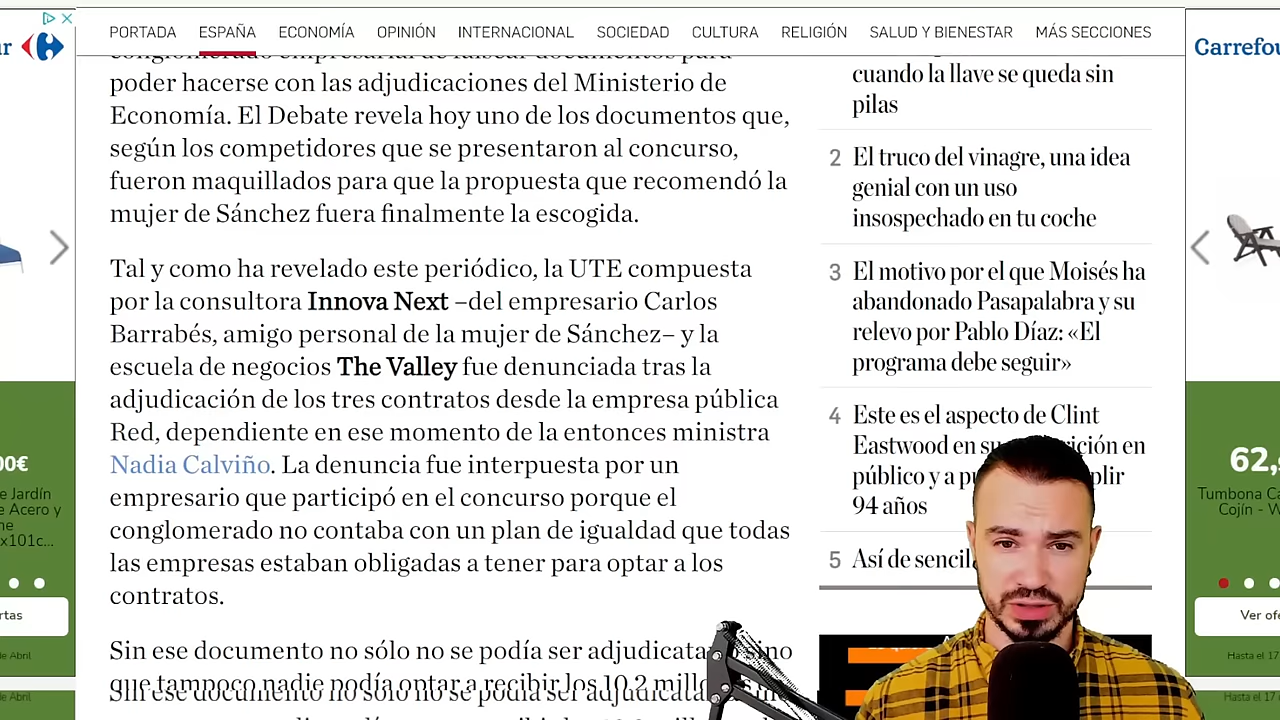 PORTADA ESPAÑA ECONOMÍA OPINIÓN INTERNACIONAL SOCIEDAD CULTURA RELIGIÓN SALUD Y BIENESTAR MÁS SECCIONES
conglomerado empresarial de falsear documentos para
poder hacerse con las adjudicaciones del Ministerio de
Economía. El Debate revela hoy uno de los documentos que,
según los competidores que se presentaron al concurso,
fueron maquillados para que la propuesta que recomendó la
mujer de Sánchez fuera finalmente la escogida.
Tal y como ha revelado este periódico, la UTE compuesta
por la consultora Innova Next –del empresario Carlos
Barrabés, amigo personal de la mujer de Sánchez– y la
escuela de negocios The Valley fue denunciada tras la
adjudicación de los tres contratos desde la empresa pública
Red, dependiente en ese momento de la entonces ministra
Nadia Calviño. La denuncia fue interpuesta por un
empresario que participó en el concurso porque el
conglomerado no contaba con un plan de igualdad que todas
las empresas estaban obligadas a tener para optar a los
contratos.
Sin ese documento no sólo no se podía ser adjudicata sino
que tampoco nadie podía optar a recibir los 10,2
cuando la llave se queda sin
pilas
2 El truco del vinagre, una idea
genial con un uso
insospechado en tu coche
3 El motivo por el que Moisés ha
abandonado Pasapalabra y su
relevo por Pablo Díaz: «El
programa debe seguir»
4 Este es el aspecto de Clint
Eastwood en su en
público y a
94 años
5 Así de
00€
e Jardín
e Acero y
x101c...
rtas
de Abril
de Abril
Carrefou
62,
Tumbona Ca
Cojín - W
Ver ofe
Hasta el 17
Hasta el 17